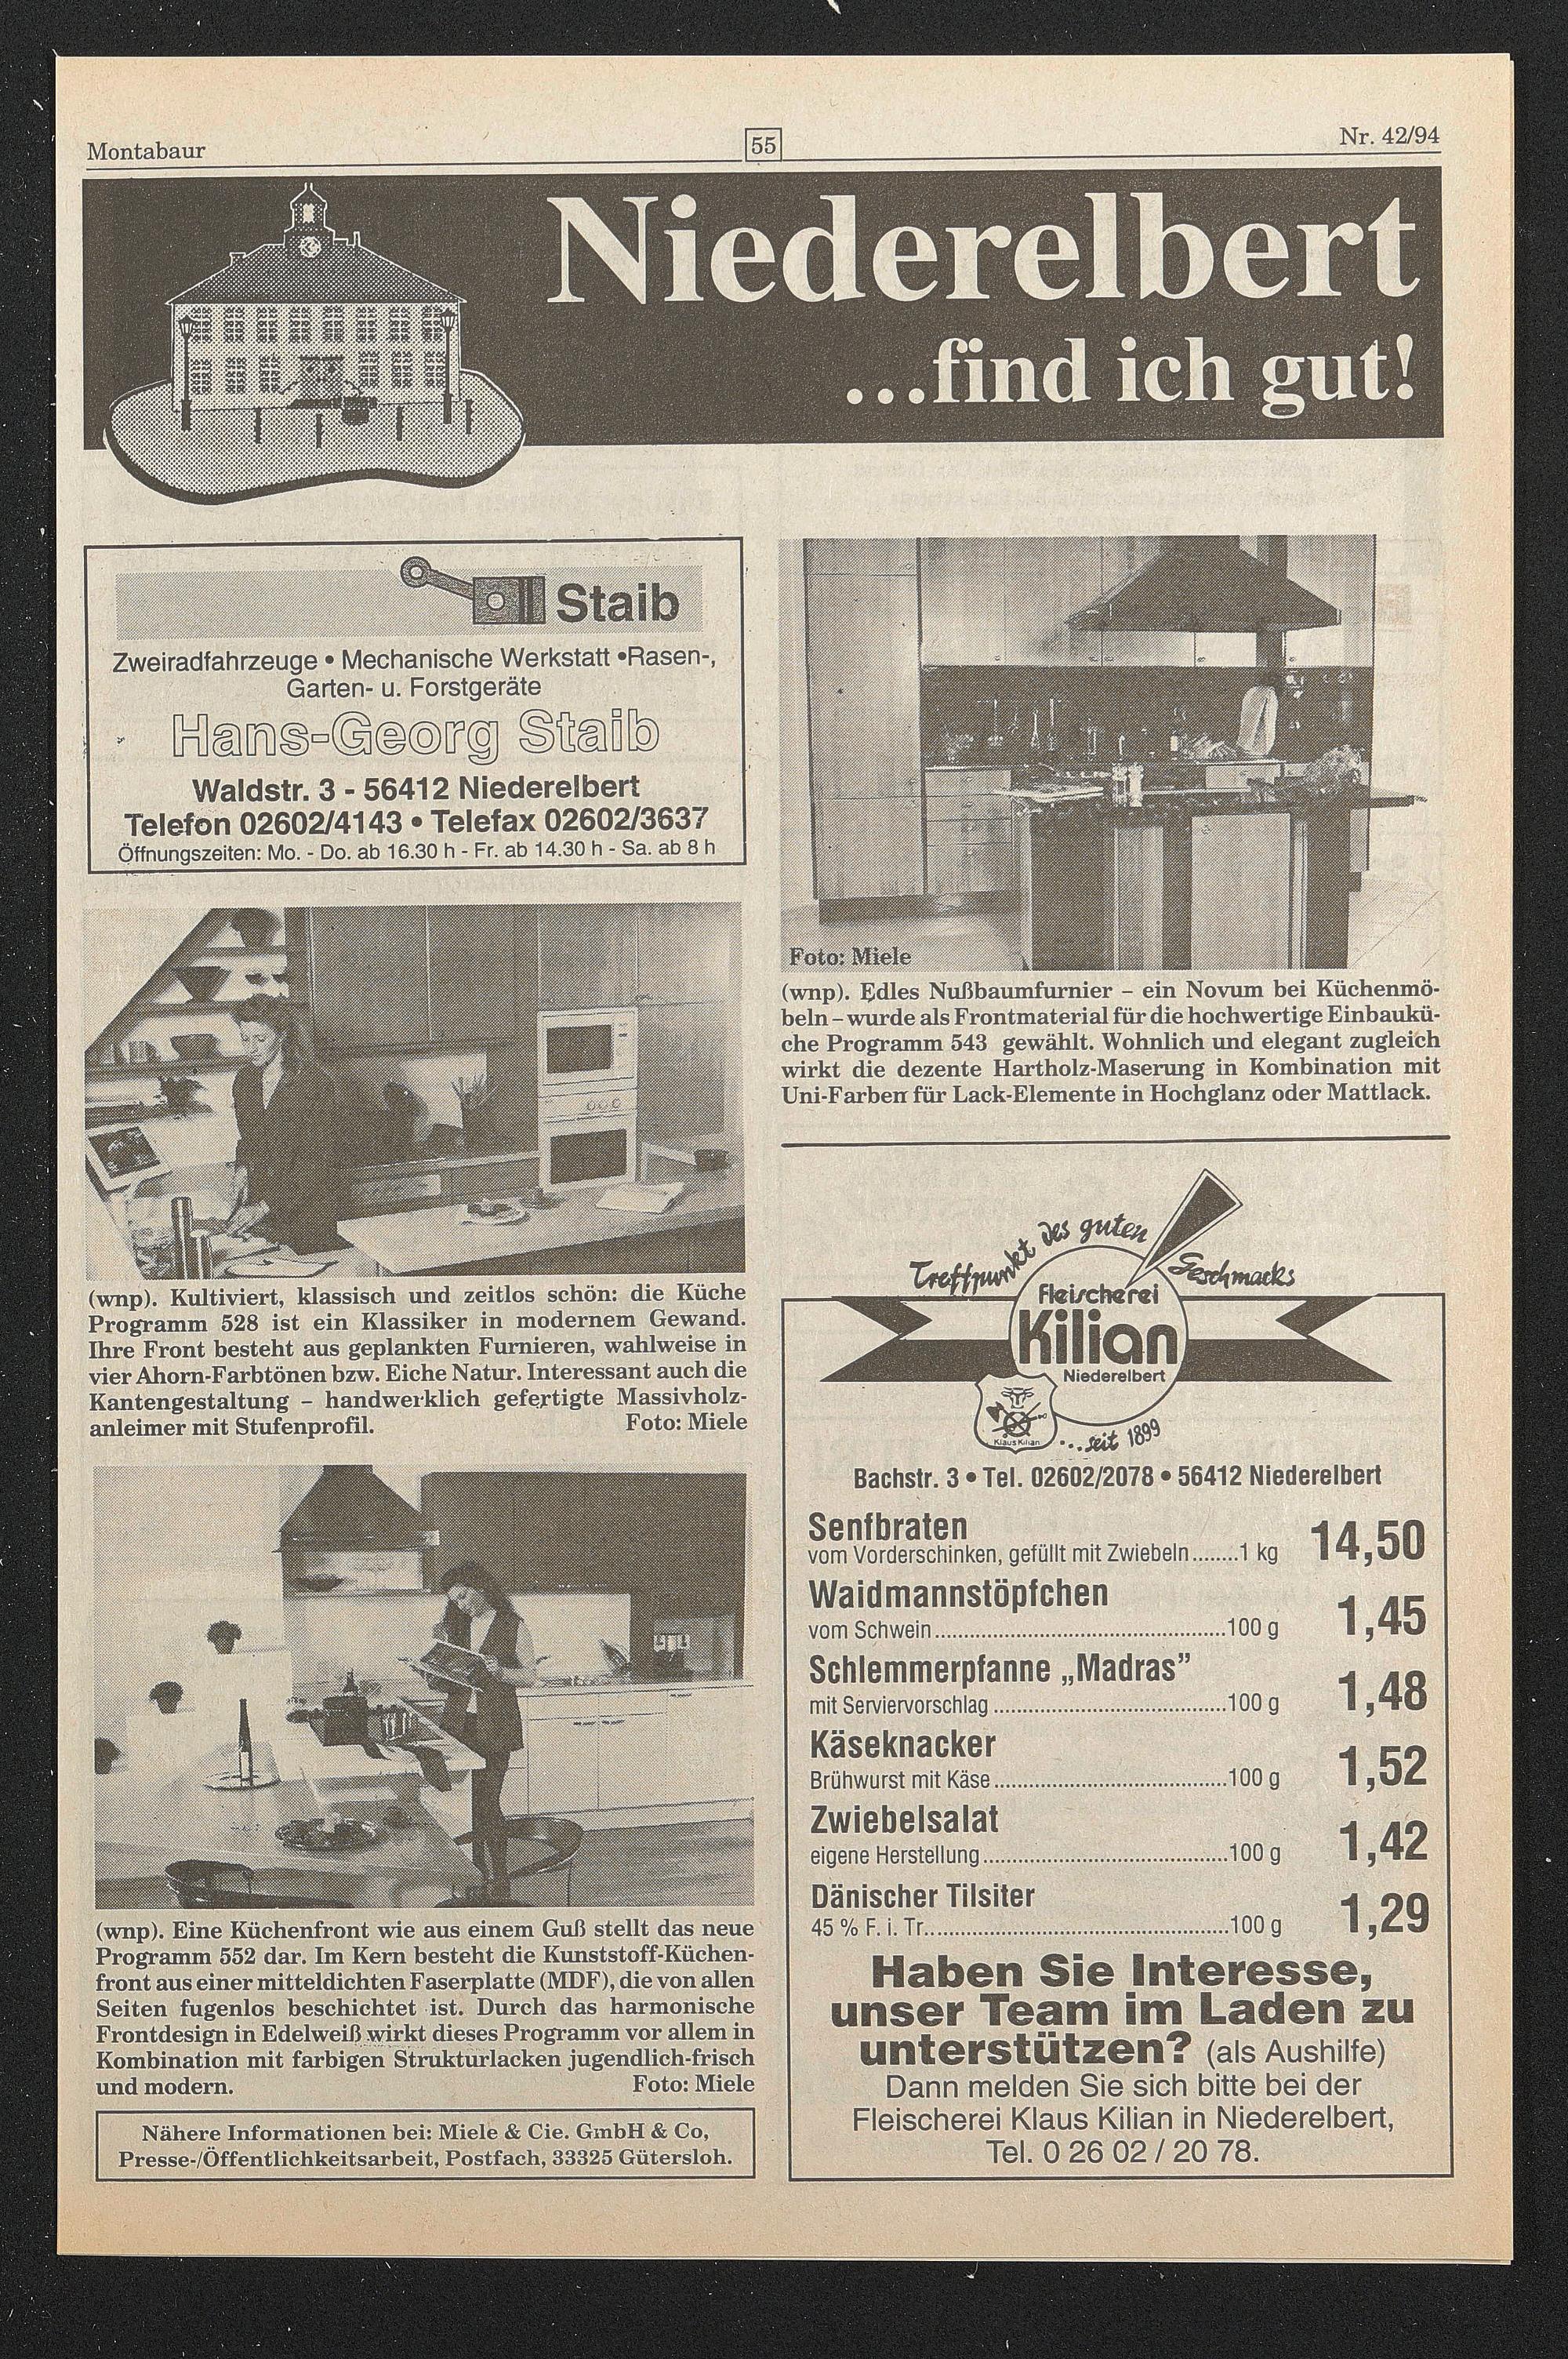 Montabaur
55
Nr. 42/94
Niederelbert
...find ich gut!
Staib
Zweiradfahrzeuge • Mechanische Werkstatt •Rasen-,
Garten- u. Forstgeräte
Hans-Georg Staib
Waldstr. 3 - 56412 Niederelbert
Telefon 02602/4143 • Telefax 02602/3637
Öffnungszeiten: Mo. - Do. ab 16.30 h - Fr. ab 14.30 h - Sa. ab 8 h
(wnp). Kultiviert, klassisch und zeitlos schön: die Küche
Programm 528 ist ein Klassiker in modernem Gewand.
Ihre Front besteht aus geplankten Furnieren, wahlweise in
vier Ahorn-Farbtönen bzw. Eiche Natur. Interessant auch die
Kantengestaltung – handwerklich gefertigte Massivholz-
anleimer mit Stufenprofil. Foto: Miele
(wnp). Eine Küchenfront wie aus einem Guß stellt das neue
Programm 552 dar. Im Kern besteht die Kunststoff-Küchen-
front aus einer mitteldichten Faserplatte (MDF), die von allen
Seiten fugenlos beschichtet ist. Durch das harmonische
Frontdesign in Edelweiß wirkt dieses Programm vor allem in
Kombination mit farbigen Strukturlacken jugendlich-frisch
und modern. Foto: Miele
Nähere Informationen bei: Miele & Cie. GmbH & Co,
Presse-/Öffentlichkeitsarbeit, Postfach, 33325 Gütersloh.
Foto: Miele
(wnp). Edles Nußbaumfurnier – ein Novum bei Küchenmö-
beln – wurde als Frontmaterial für die hochwertige Einbaukü-
che Programm 543 gewählt. Wohnlich und elegant zugleich
wirkt die dezente Hartholz-Maserung in Kombination mit
Uni-Farben für Lack-Elemente in Hochglanz oder Mattlack.
Treffpunkt des guten Geschmacks
Fleischerei
Kilian
Niederelbert
Klaus Kilian
...seit 1899
Bachstr. 3 • Tel. 02602/2078 • 56412 Niederelbert
Senfbraten
vom Vorderschinken, gefüllt mit Zwiebeln........1 kg 14,50
Waidmannstöpfchen
vom Schwein................................................100 g 1,45
Schlemmerpfanne „Madras”
mit Serviervorschlag.......................................100 g 1,48
Käseknacker
Brühwurst mit Käse.......................................100 g 1,52
Zwiebelsalat
eigene Herstellung.........................................100 g 1,42
Dänischer Tilsiter
45 % F. i. Tr...................................................100 g 1,29
Haben Sie Interesse,
unser Team im Laden zu
unterstützen? (als Aushilfe)
Dann melden Sie sich bitte bei der
Fleischerei Klaus Kilian in Niederelbert,
Tel. 0 26 02 / 20 78.